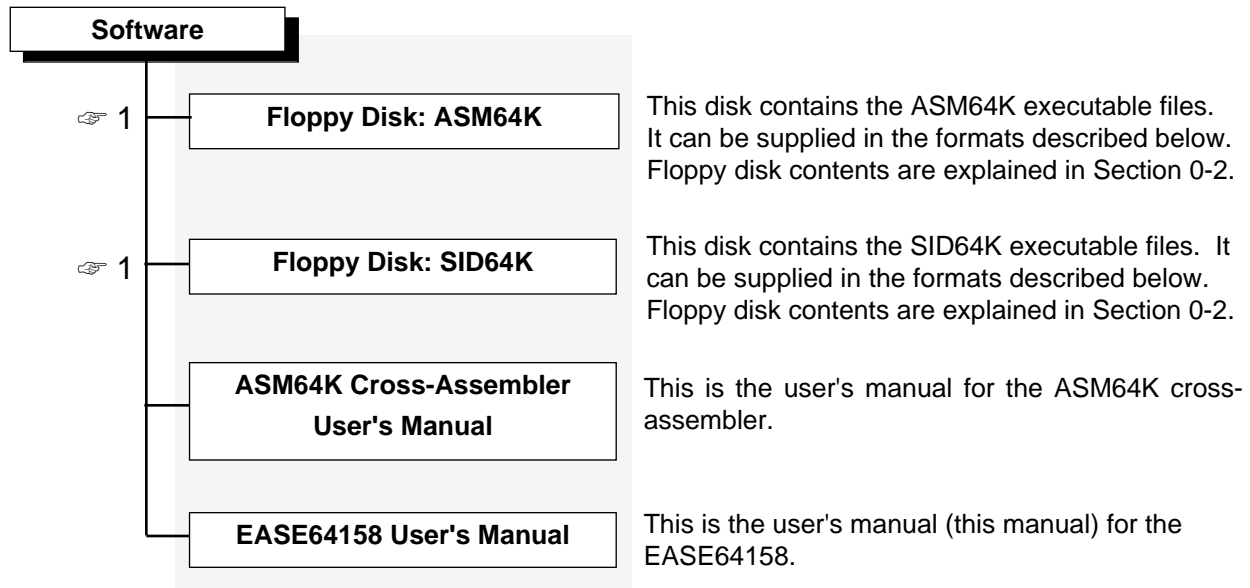 Software
☞ 1
Floppy Disk: ASM64K
This disk contains the ASM64K executable files.
It can be supplied in the formats described below.
Floppy disk contents are explained in Section 0-2.
☞ 1
Floppy Disk: SID64K
This disk contains the SID64K executable files. It
can be supplied in the formats described below.
Floppy disk contents are explained in Section 0-2.
ASM64K Cross-Assembler
User's Manual
This is the user's manual for the ASM64K cross-
assembler.
EASE64158 User's Manual
This is the user's manual (this manual) for the
EASE64158.